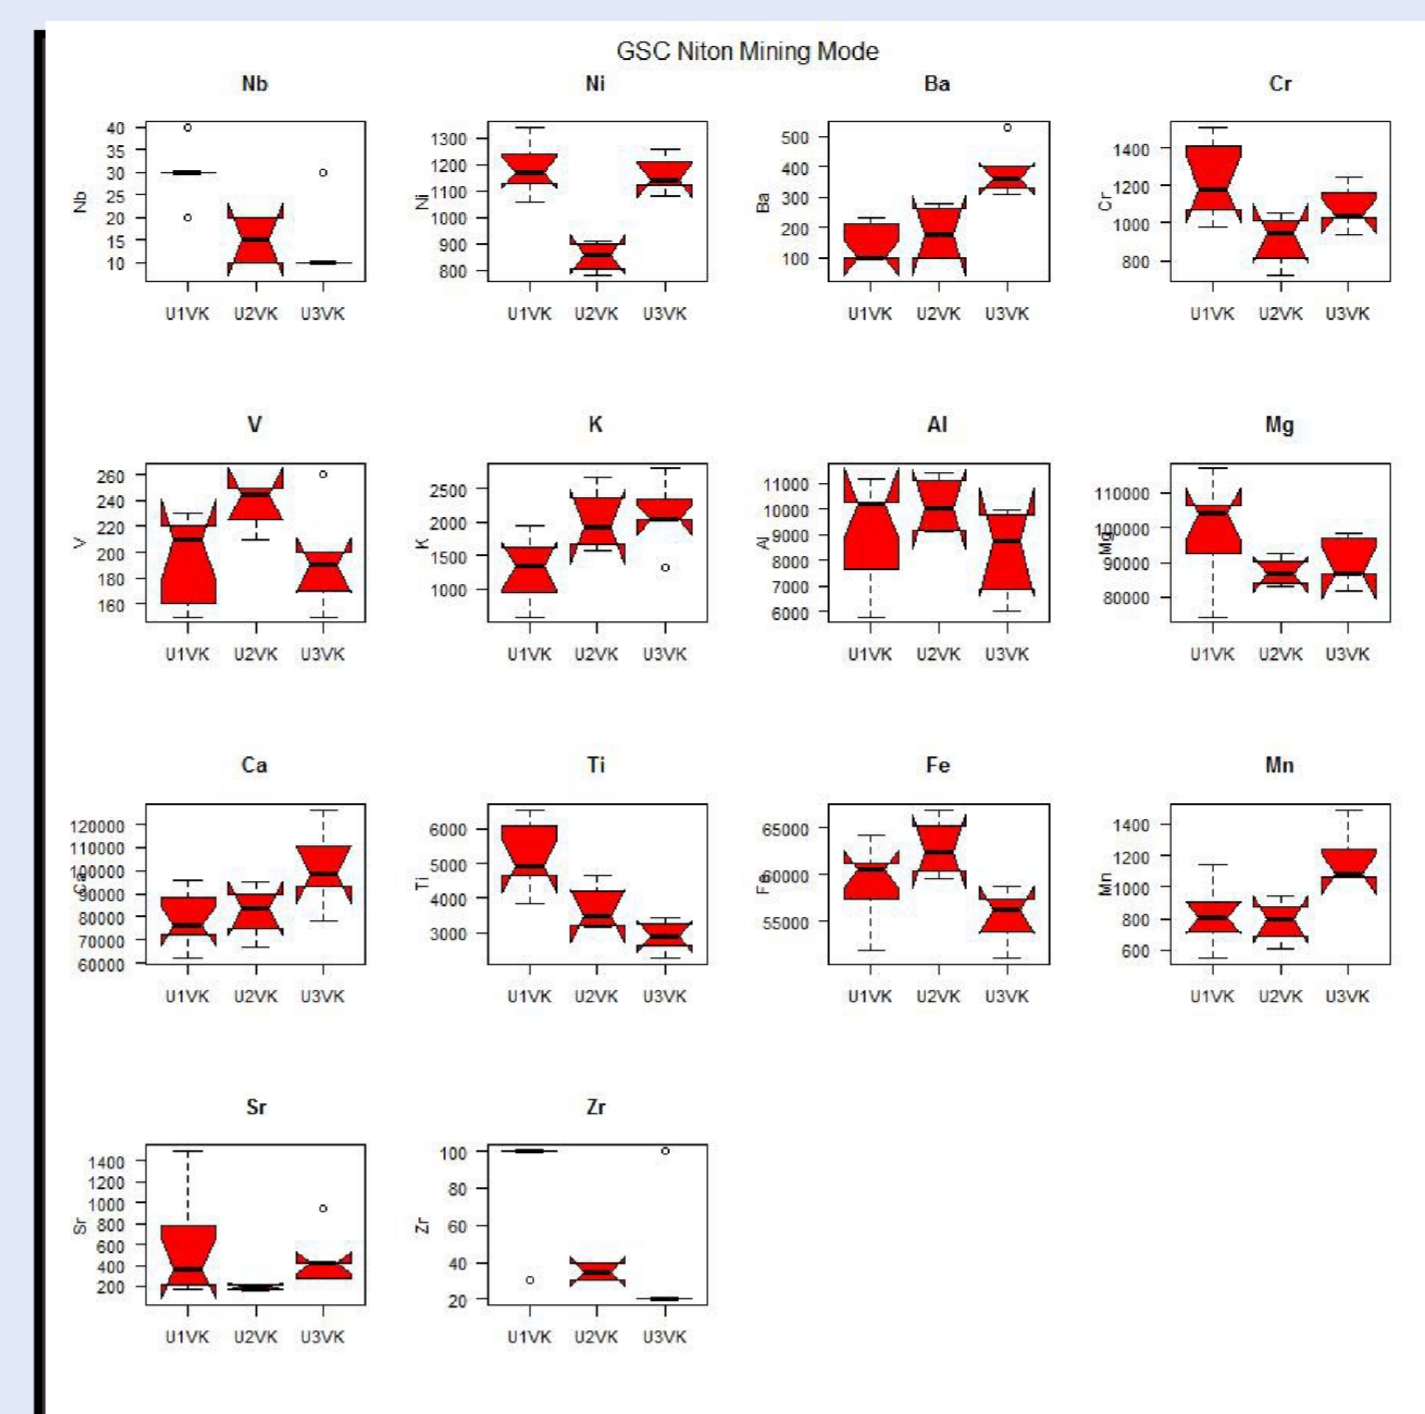 GSC Niton Mining Mode
Nb Ni Ba Cr
40 35 30 25 20 15 10
Nb
U1VK U2VK U3VK
1300 1200 1100 1000 900 800
Ni
U1VK U2VK U3VK
500 400 300 200 100
Ba
U1VK U2VK U3VK
1400 1200 1000 800
Cr
U1VK U2VK U3VK
V K Al Mg
260 240 220 200 180 160
V
U1VK U2VK U3VK
2500 2000 1500 1000
K
U1VK U2VK U3VK
11000 10000 9000 8000 7000 6000
Al
U1VK U2VK U3VK
110000 100000 90000 80000
Mg
U1VK U2VK U3VK
Ca Ti Fe Mn
120000 110000 100000 90000 80000 70000 60000
Ca
U1VK U2VK U3VK
6000 5000 4000 3000
Ti
U1VK U2VK U3VK
65000 60000 55000
Fe
U1VK U2VK U3VK
1400 1200 1000 800 600
Mn
U1VK U2VK U3VK
Sr Zr
1400 1200 1000 800 600 400 200
Sr
U1VK U2VK U3VK
100 80 60 40 20
Zr
U1VK U2VK U3VK